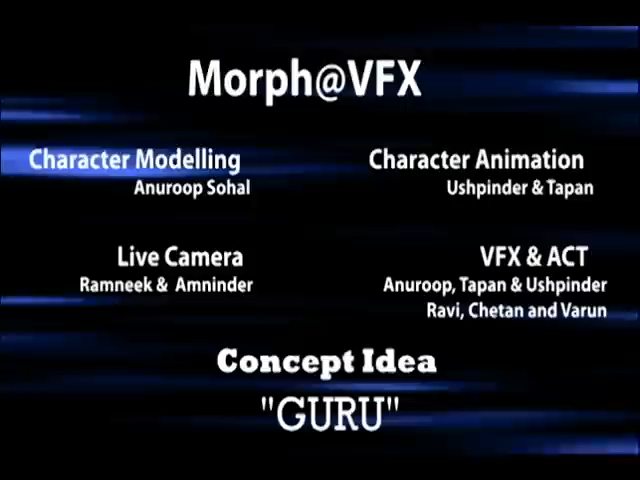 Morph@VFX
Character Modelling
Anuroop Sohal
Character Animation
Ushpinder & Tapan
Live Camera
Ramneek & Amninder
VFX & ACT
Anuroop, Tapan & Ushpinder
Ravi, Chetan and Varun
Concept Idea
"GURU"